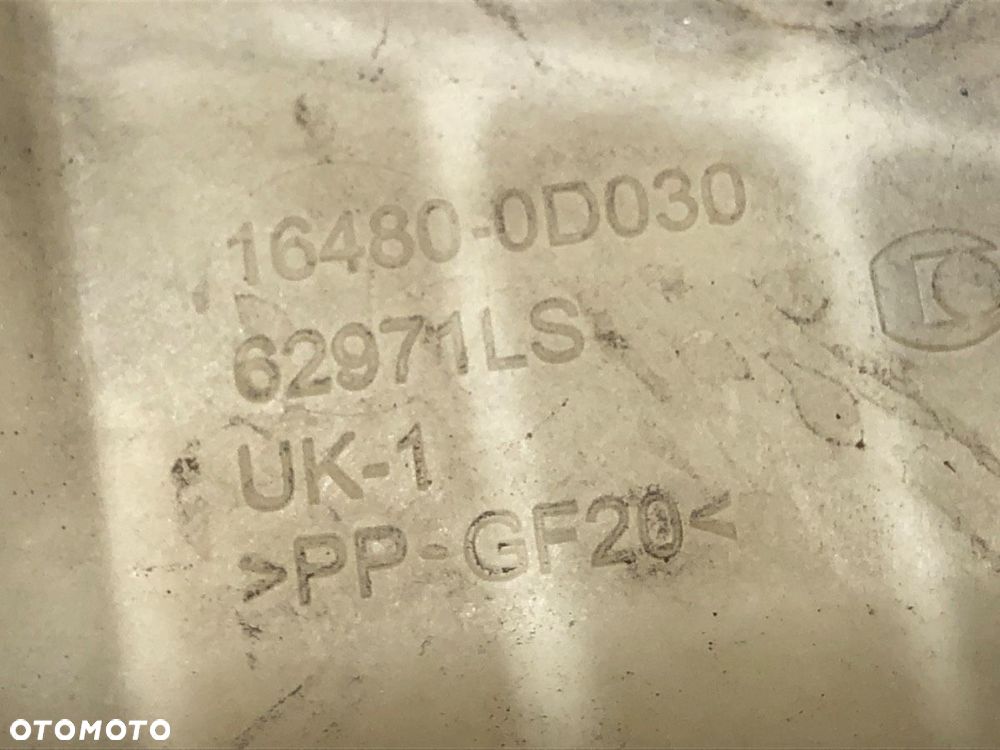 16480-0D030
62971LS
UK-1
>PP-GF20<
OTOMOTO